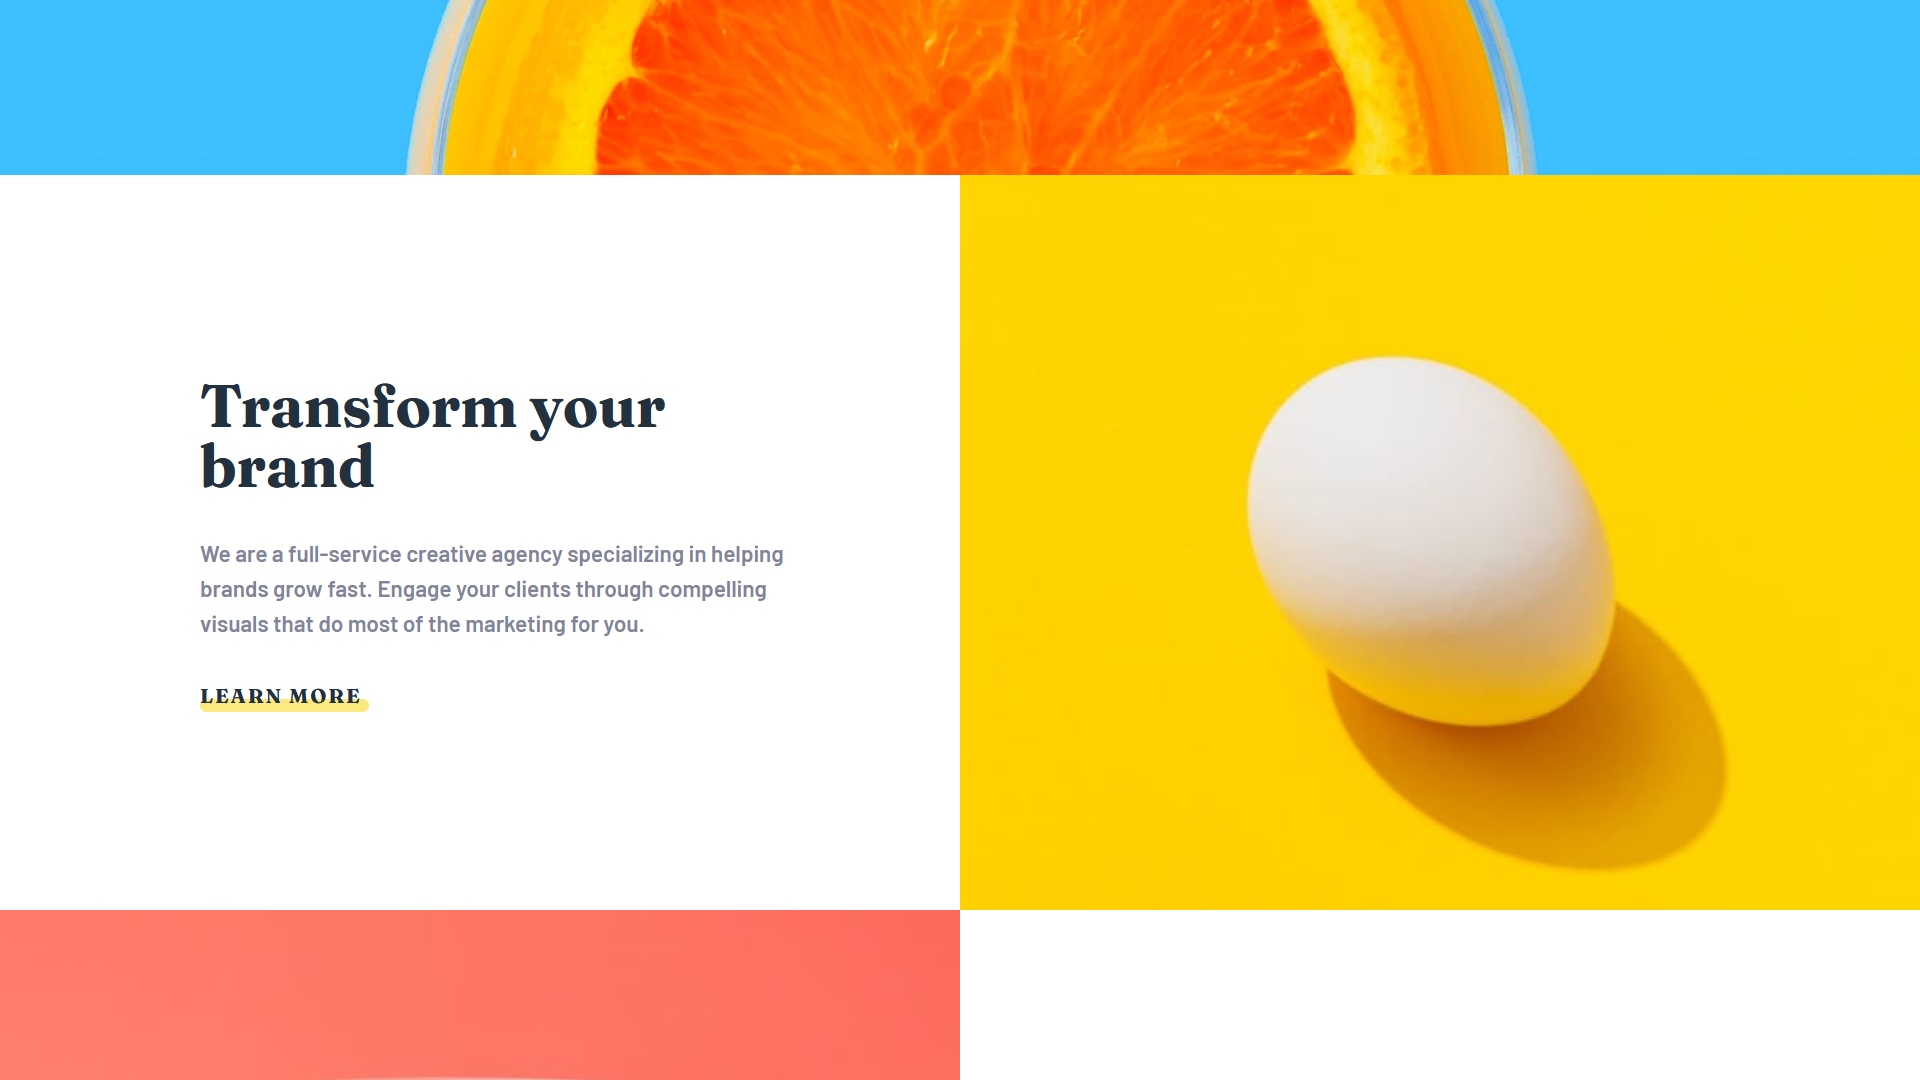 Transform your
brand
We are a full-service creative agency specializing in helping
brands grow fast. Engage your clients through compelling
visuals that do most of the marketing for you.
LEARN MORE